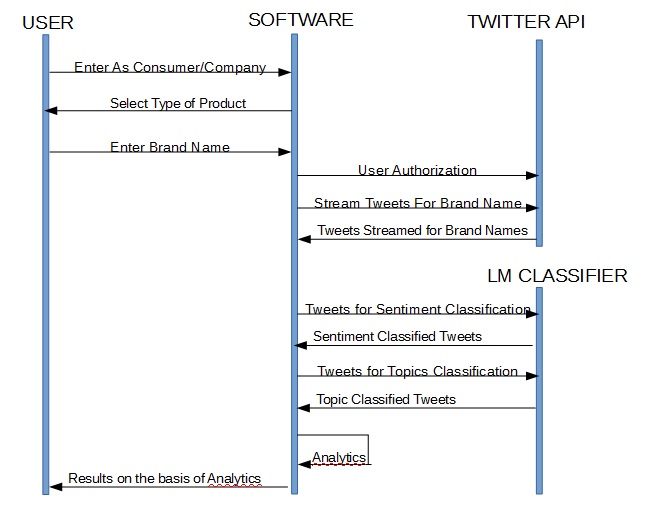 USER
SOFTWARE
TWITTER API
Enter As Consumer/Company
Select Type of Product
Enter Brand Name
User Authorization
Stream Tweets For Brand Name
Tweets Streamed for Brand Names
LM CLASSIFIER
Tweets for Sentiment Classification
Sentiment Classified Tweets
Tweets for Topics Classification
Topic Classified Tweets
Analytics
Results on the basis of Analytics